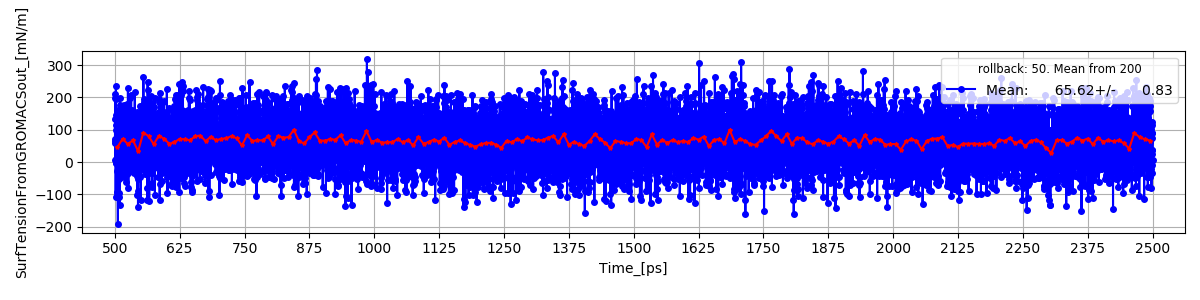 SurfTensionFromGROMACSout_[mN/m]
300
200
100
0
−100
−200
rollback: 50. Mean from 200
Mean: 65.62+/- 0.83
500 625 750 875 1000 1125 1250 1375 1500 1625 1750 1875 2000 2125 2250 2375 2500
Time_[ps]